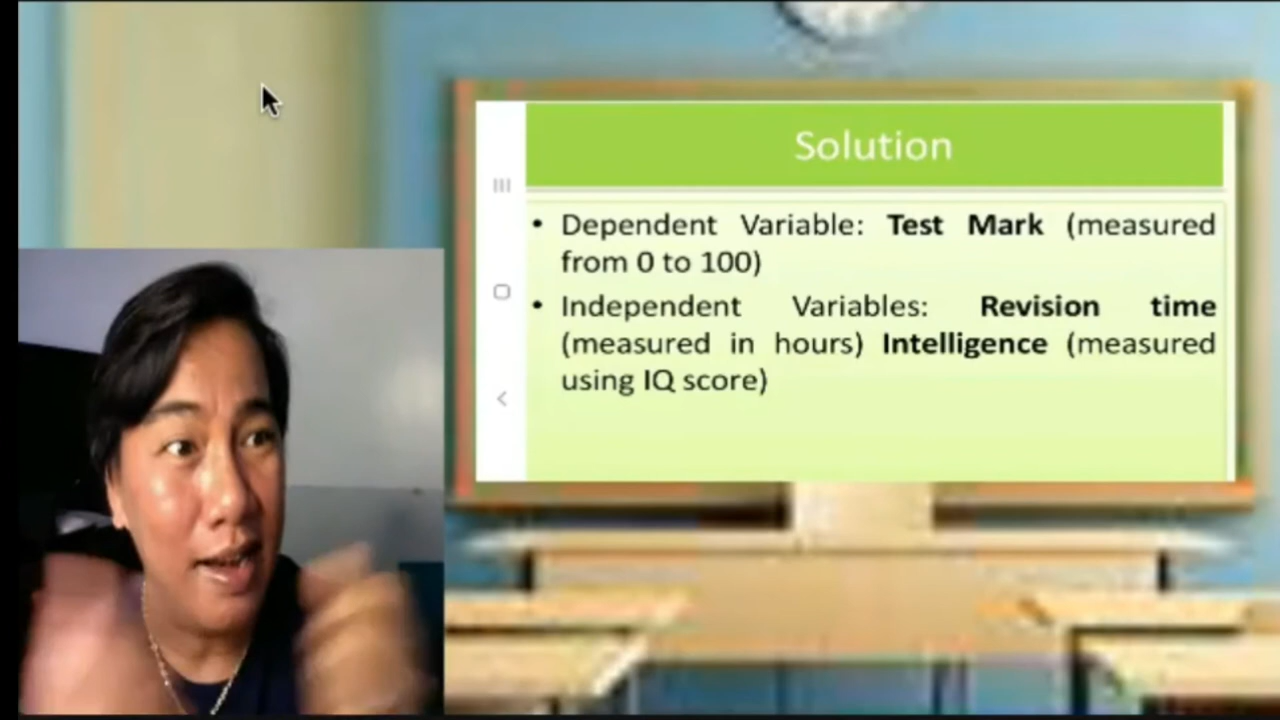 Solution
• Dependent Variable: Test Mark (measured
from 0 to 100)
• Independent Variables: Revision time
(measured in hours) Intelligence (measured
using IQ score)